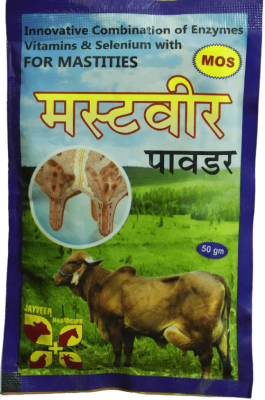 Innovative Combination of Enzymes
Vitamins & Selenium with
FOR MASTITIES
MOS
मस्टवीर
पावडर
50 gm
JAYVEER
Healthcare